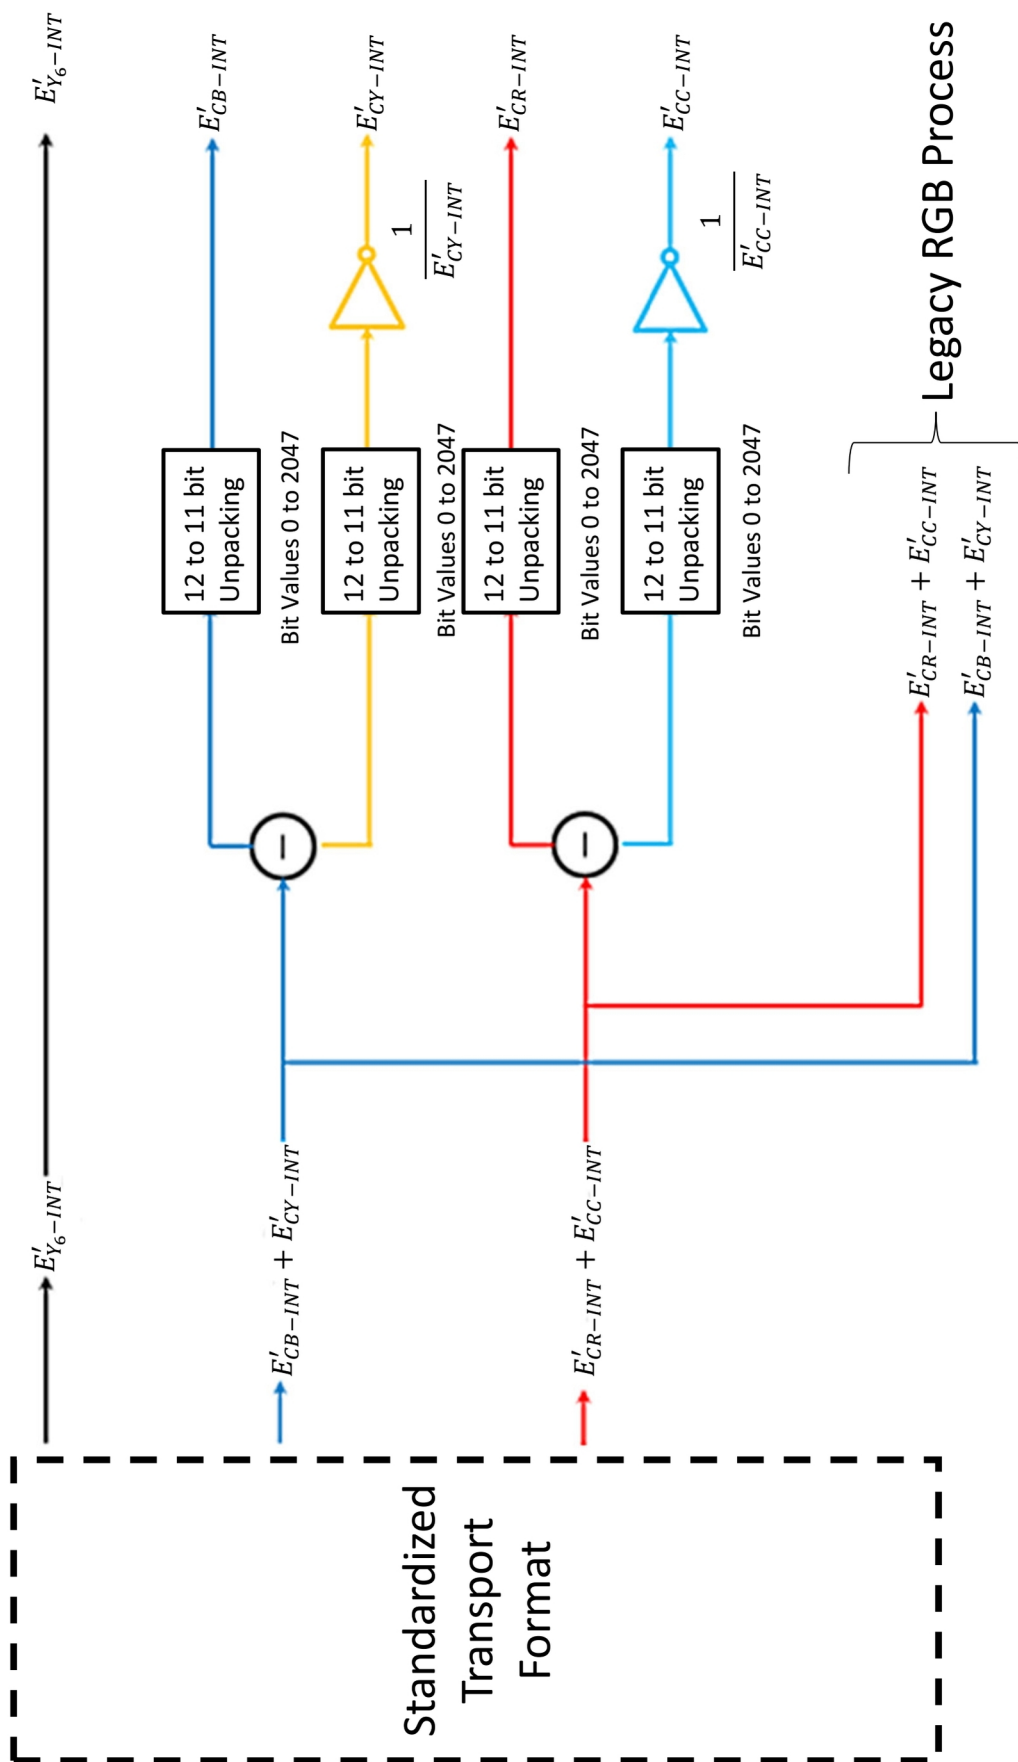 Standardized
Transport
Format
E′Y₆−INT
E′CB−INT + E′CY−INT
E′CR−INT + E′CC−INT
12 to 11 bit
Unpacking
Bit Values 0 to 2047
12 to 11 bit
Unpacking
Bit Values 0 to 2047
12 to 11 bit
Unpacking
Bit Values 0 to 2047
12 to 11 bit
Unpacking
Bit Values 0 to 2047
E′CR−INT + E′CC−INT
E′CB−INT + E′CY−INT
Legacy RGB Process
1
E′CY−INT
1
E′CC−INT
E′Y₆−INT
E′CB−INT
E′CY−INT
E′CR−INT
E′CC−INT